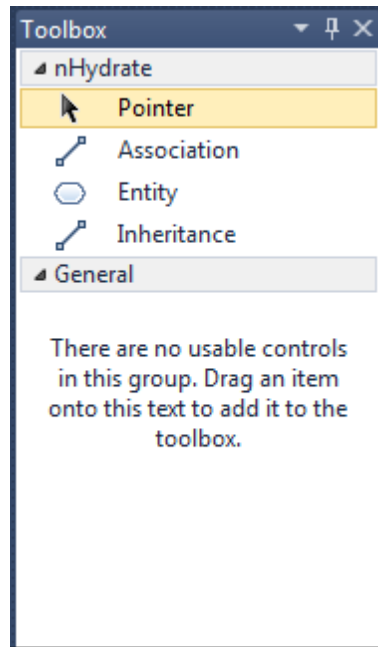 Toolbox
nHydrate
Pointer
Association
Entity
Inheritance
General
There are no usable controls
in this group. Drag an item
onto this text to add it to the
toolbox.